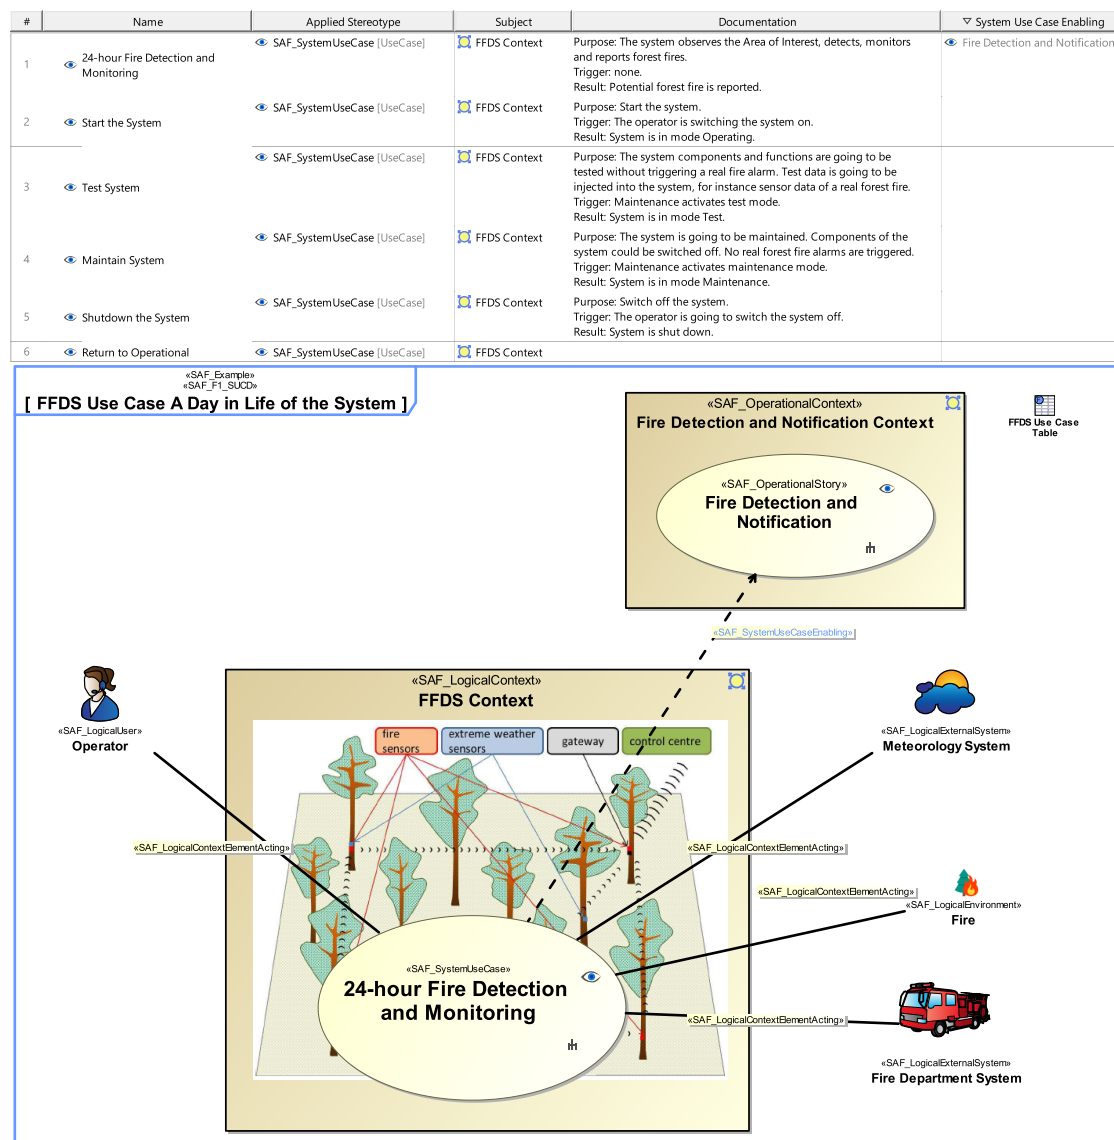 # Name Applied Stereotype Subject Documentation ▽ System Use Case Enabling
1 24-hour Fire Detection and Monitoring SAF_SystemUseCase [UseCase] FFDS Context
Purpose: The system observes the Area of Interest, detects, monitors
and reports forest fires.
Trigger: none.
Result: Potential forest fire is reported.
Fire Detection and Notification
2 Start the System SAF_SystemUseCase [UseCase] FFDS Context
Purpose: Start the system.
Trigger: The operator is switching the system on.
Result: System is in mode Operating.
3 Test System SAF_SystemUseCase [UseCase] FFDS Context
Purpose: The system components and functions are going to be
tested without triggering a real fire alarm. Test data is going to be
injected into the system, for instance sensor data of a real forest fire.
Trigger: Maintenance activates test mode.
Result: System is in mode Test.
4 Maintain System SAF_SystemUseCase [UseCase] FFDS Context
Purpose: The system is going to be maintained. Components of the
system could be switched off. No real forest fire alarms are triggered.
Trigger: Maintenance activates maintenance mode.
Result: System is in mode Maintenance.
5 Shutdown the System SAF_SystemUseCase [UseCase] FFDS Context
Purpose: Switch off the system.
Trigger: The operator is going to switch the system off.
Result: System is shut down.
6 Return to Operational SAF_SystemUseCase [UseCase] FFDS Context
«SAF_Example»
«SAF_F1_SUCD»
[ FFDS Use Case A Day in Life of the System ]
«SAF_OperationalContext»
Fire Detection and Notification Context
«SAF_OperationalStory»
Fire Detection and
Notification
FFDS Use Case
Table
«SAF_SystemUseCaseEnabling»
«SAF_LogicalContext»
FFDS Context
fire
sensors
extreme weather
sensors
gateway
control centre
«SAF_LogicalUser»
Operator
«SAF_LogicalExternalSystem»
Meteorology System
«SAF_LogicalContextElementActing»
«SAF_LogicalContextElementActing»
«SAF_LogicalContextElementActing»
«SAF_LogicalEnvironment»
Fire
«SAF_SystemUseCase»
24-hour Fire Detection
and Monitoring
«SAF_LogicalContextElementActing»
«SAF_LogicalExternalSystem»
Fire Department System